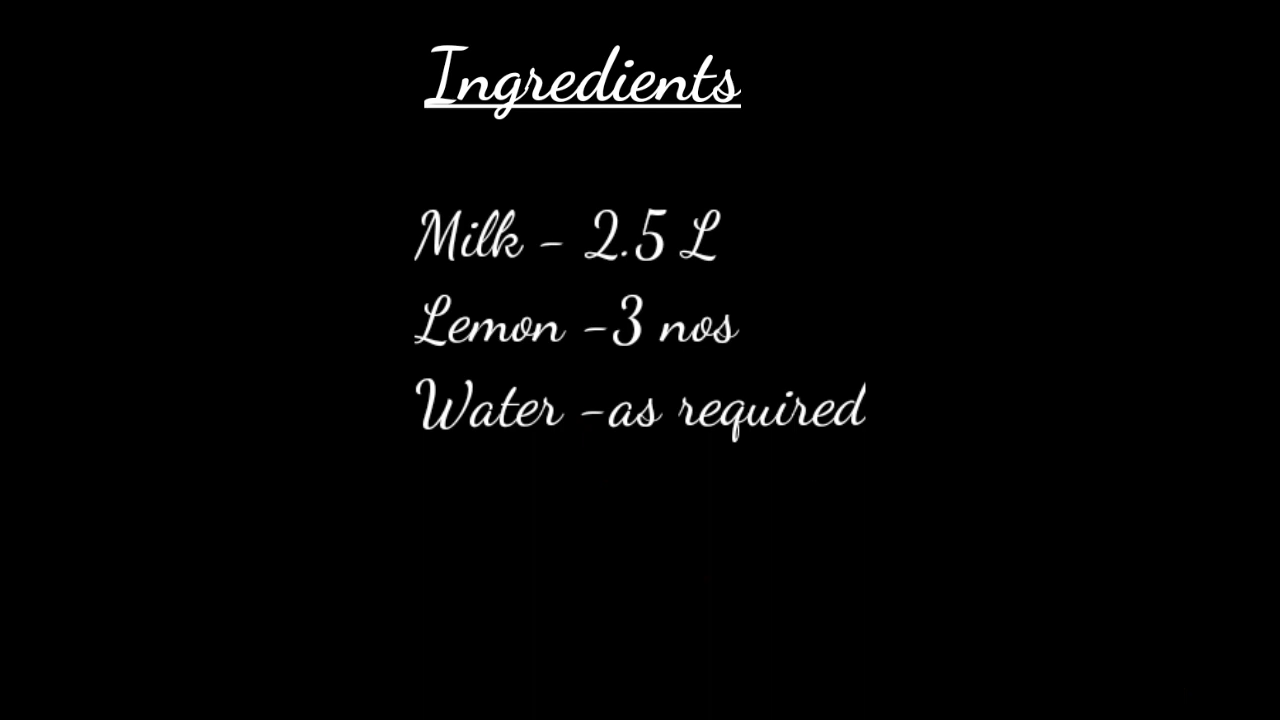 Ingredients
Milk - 2.5 L
Lemon -3 nos
Water -as required